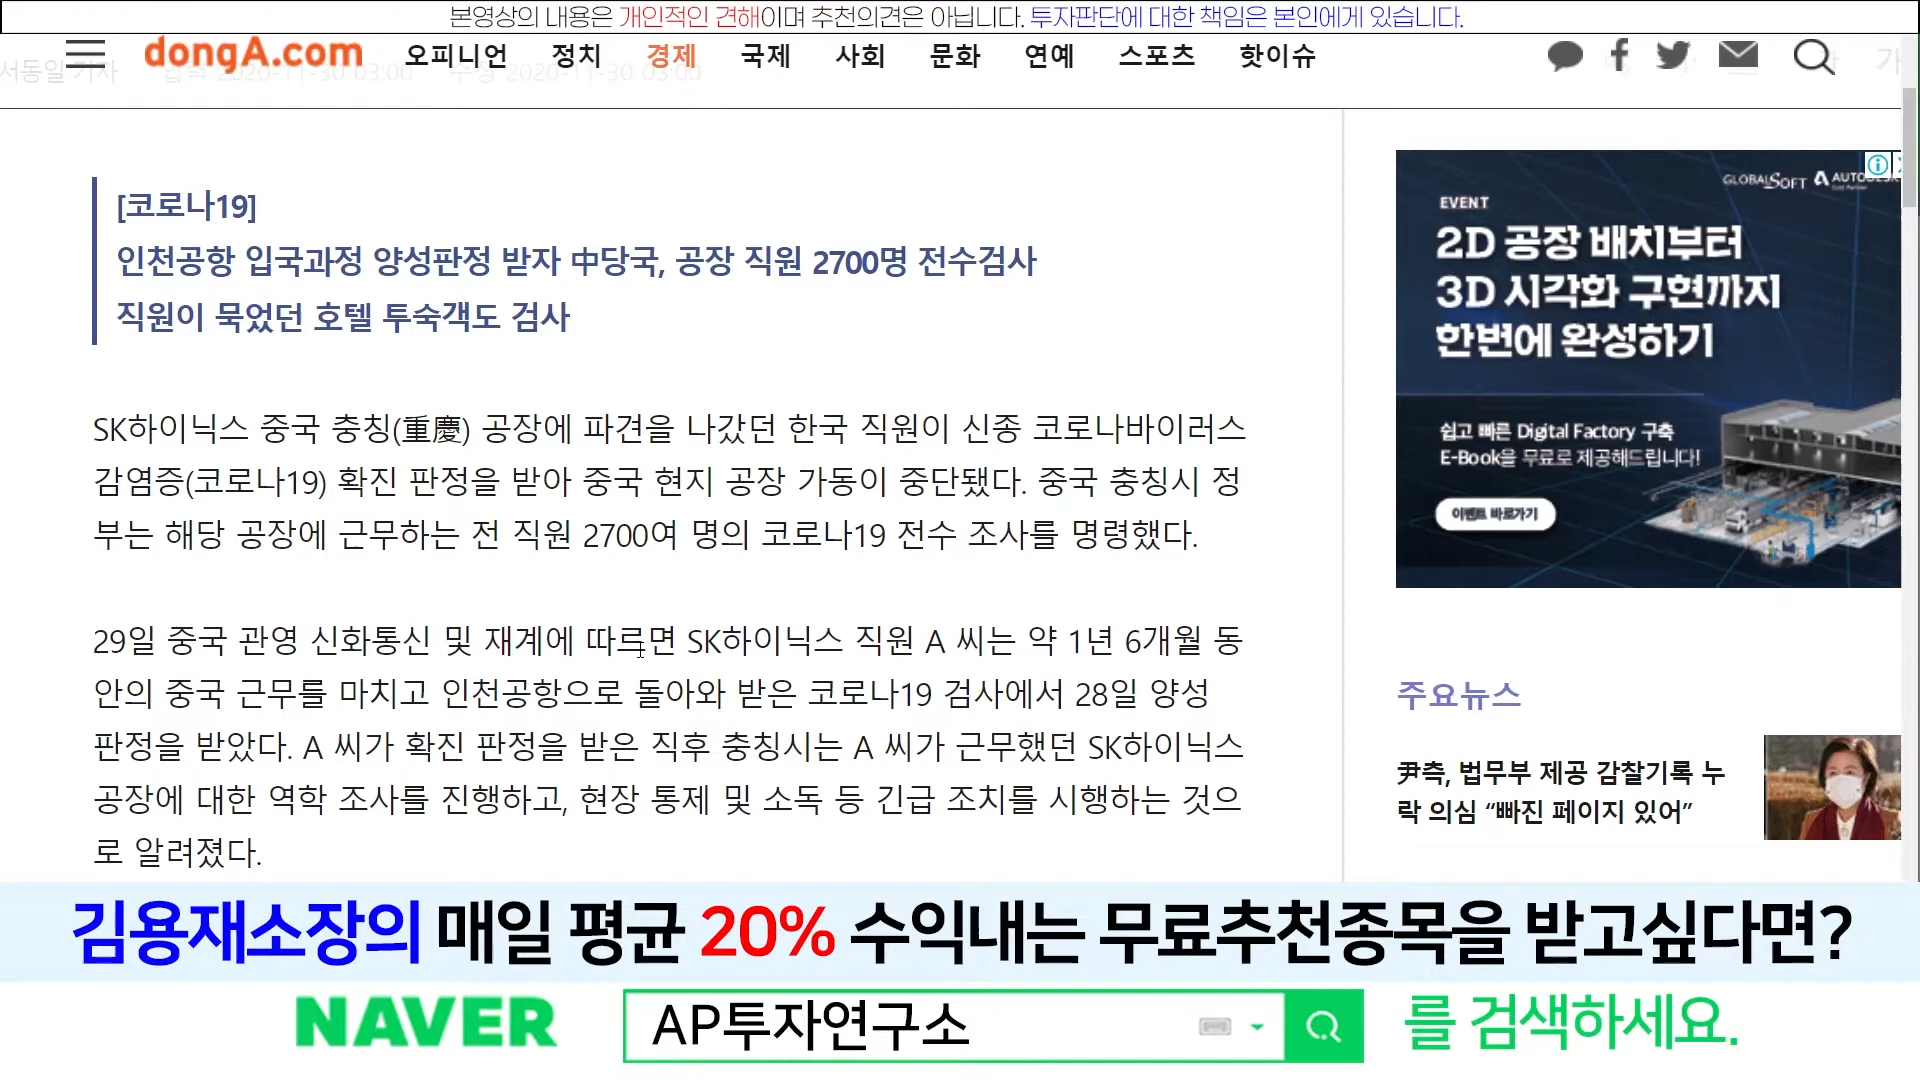 본영상의 내용은 개인적인 견해이며 추천의견은 아닙니다. 투자판단에 대한 책임은 본인에게 있습니다.
dongA.com 오피니언 정치 경제 국제 사회 문화 연예 스포츠 핫이슈
서동일 기자 입력 2020-11-30 03:00 수정 2020-11-30 03:00 가
[코로나19]
인천공항 입국과정 양성판정 받자 中당국, 공장 직원 2700명 전수검사
직원이 묵었던 호텔 투숙객도 검사
SK하이닉스 중국 충칭(重慶) 공장에 파견을 나갔던 한국 직원이 신종 코로나바이러스
감염증(코로나19) 확진 판정을 받아 중국 현지 공장 가동이 중단됐다. 중국 충칭시 정
부는 해당 공장에 근무하는 전 직원 2700여 명의 코로나19 전수 조사를 명령했다.
29일 중국 관영 신화통신 및 재계에 따르면 SK하이닉스 직원 A 씨는 약 1년 6개월 동
안의 중국 근무를 마치고 인천공항으로 돌아와 받은 코로나19 검사에서 28일 양성
판정을 받았다. A 씨가 확진 판정을 받은 직후 충칭시는 A 씨가 근무했던 SK하이닉스
공장에 대한 역학 조사를 진행하고, 현장 통제 및 소독 등 긴급 조치를 시행하는 것으
로 알려졌다.
GLOBALSOFT
EVENT
2D 공장 배치부터
3D 시각화 구현까지
한번에 완성하기
쉽고 빠른 Digital Factory 구축
E-Book을 무료로 제공해드립니다!
이벤트 바로가기
주요뉴스
尹측, 법무부 제공 감찰기록 누
락 의심 “빠진 페이지 있어”
김용재소장의 매일 평균 20% 수익내는 무료추천종목을 받고싶다면?
NAVER AP투자연구소 를 검색하세요.